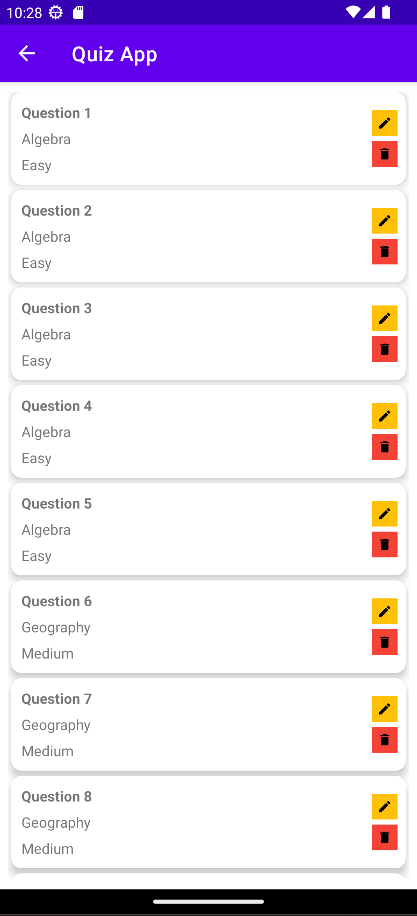 10:28
Quiz App
Question 1
Algebra
Easy
Question 2
Algebra
Easy
Question 3
Algebra
Easy
Question 4
Algebra
Easy
Question 5
Algebra
Easy
Question 6
Geography
Medium
Question 7
Geography
Medium
Question 8
Geography
Medium